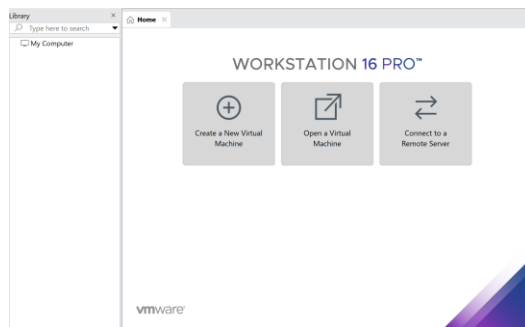 Library
Type here to search
My Computer
Home
WORKSTATION 16 PRO™
Create a New Virtual
Machine
Open a Virtual
Machine
Connect to a
Remote Server
vmware